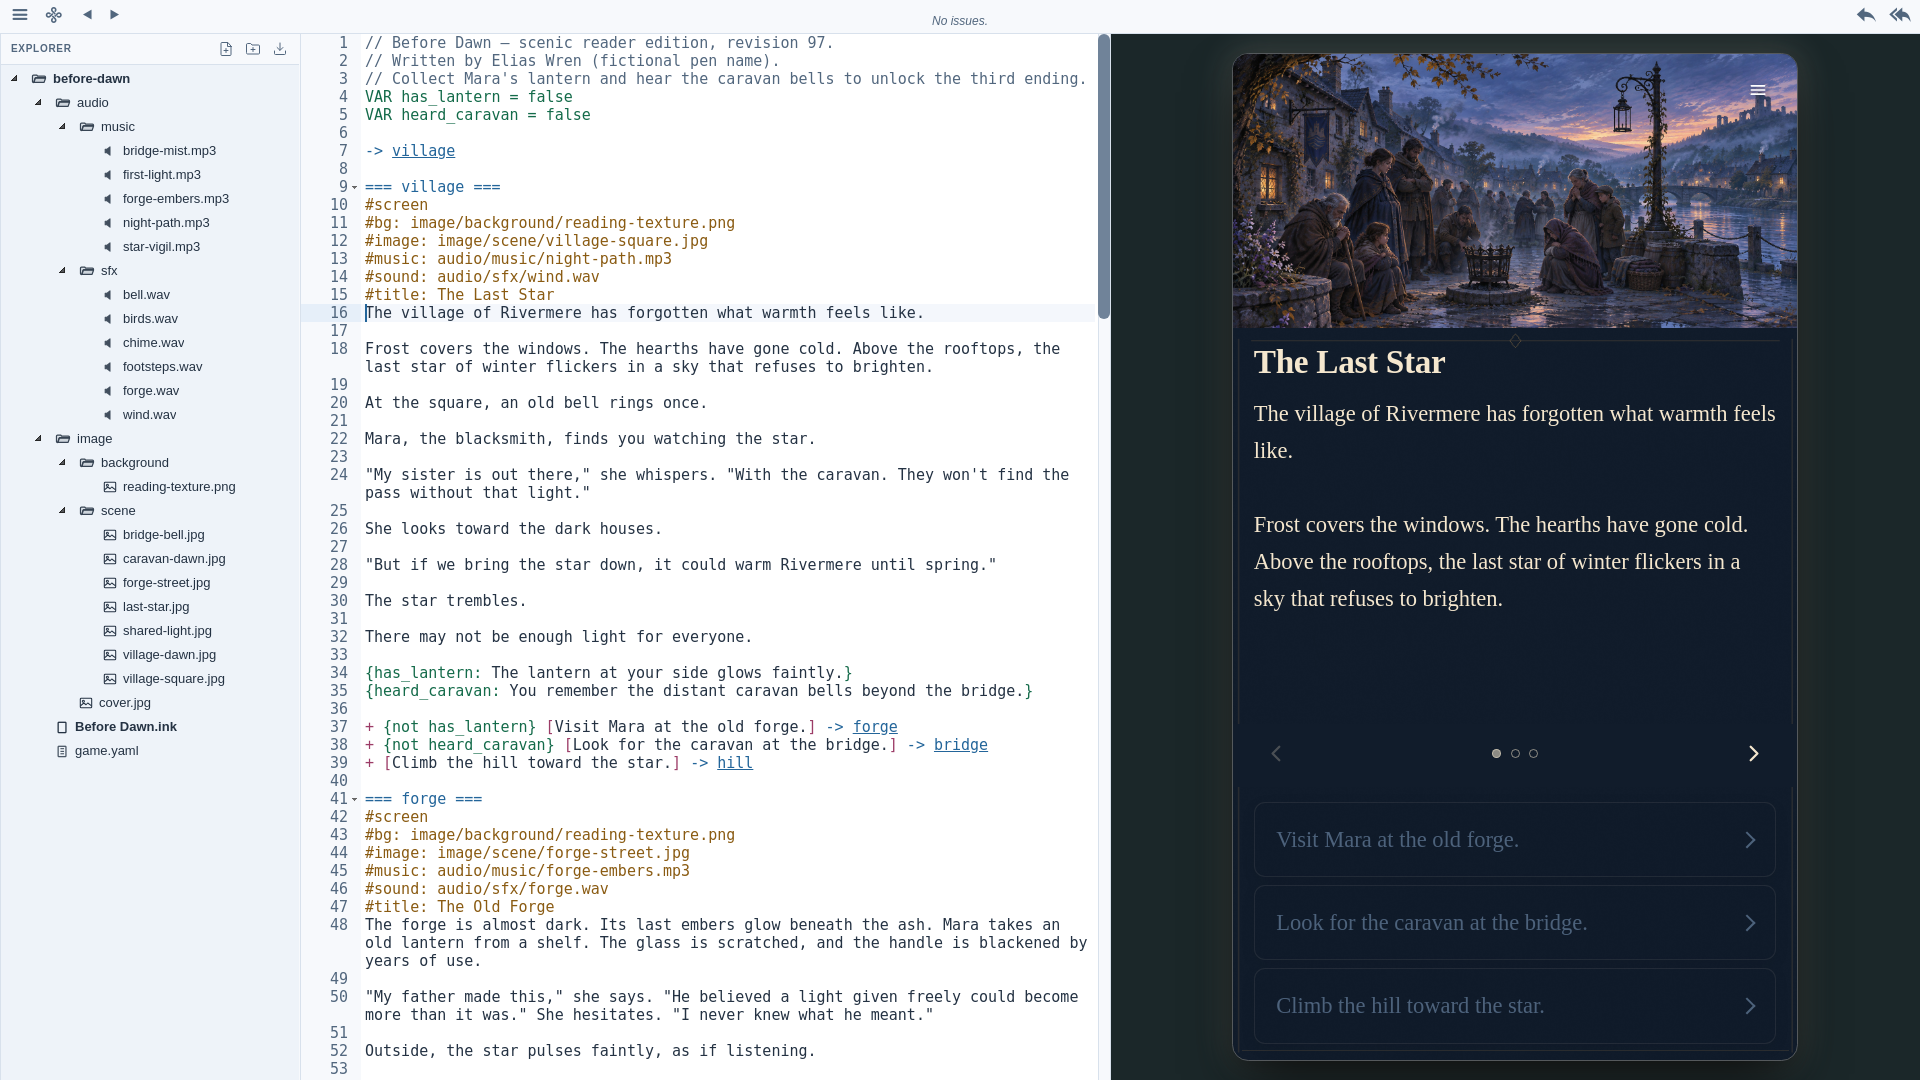 No issues.
EXPLORER
before-dawn
audio
music
bridge-mist.mp3
first-light.mp3
forge-embers.mp3
night-path.mp3
star-vigil.mp3
sfx
bell.wav
birds.wav
chime.wav
footsteps.wav
forge.wav
wind.wav
image
background
reading-texture.png
scene
bridge-bell.jpg
caravan-dawn.jpg
forge-street.jpg
last-star.jpg
shared-light.jpg
village-dawn.jpg
village-square.jpg
cover.jpg
Before Dawn.ink
game.yaml
1 // Before Dawn — scenic reader edition, revision 97.
2 // Written by Elias Wren (fictional pen name).
3 // Collect Mara's lantern and hear the caravan bells to unlock the third ending.
4 VAR has_lantern = false
5 VAR heard_caravan = false
6
7 -> village
8
9 === village ===
10 #screen
11 #bg: image/background/reading-texture.png
12 #image: image/scene/village-square.jpg
13 #music: audio/music/night-path.mp3
14 #sound: audio/sfx/wind.wav
15 #title: The Last Star
16 The village of Rivermere has forgotten what warmth feels like.
17
18 Frost covers the windows. The hearths have gone cold. Above the rooftops, the
last star of winter flickers in a sky that refuses to brighten.
19
20 At the square, an old bell rings once.
21
22 Mara, the blacksmith, finds you watching the star.
23
24 "My sister is out there," she whispers. "With the caravan. They won't find the
pass without that light."
25
26 She looks toward the dark houses.
27
28 "But if we bring the star down, it could warm Rivermere until spring."
29
30 The star trembles.
31
32 There may not be enough light for everyone.
33
34 {has_lantern: The lantern at your side glows faintly.}
35 {heard_caravan: You remember the distant caravan bells beyond the bridge.}
36
37 + {not has_lantern} [Visit Mara at the old forge.] -> forge
38 + {not heard_caravan} [Look for the caravan at the bridge.] -> bridge
39 + [Climb the hill toward the star.] -> hill
40
41 === forge ===
42 #screen
43 #bg: image/background/reading-texture.png
44 #image: image/scene/forge-street.jpg
45 #music: audio/music/forge-embers.mp3
46 #sound: audio/sfx/forge.wav
47 #title: The Old Forge
48 The forge is almost dark. Its last embers glow beneath the ash. Mara takes an
old lantern from a shelf. The glass is scratched, and the handle is blackened by
years of use.
49
50 "My father made this," she says. "He believed a light given freely could become
more than it was." She hesitates. "I never knew what he meant."
51
52 Outside, the star pulses faintly, as if listening.
53
The Last Star
The village of Rivermere has forgotten what warmth feels
like.
Frost covers the windows. The hearths have gone cold.
Above the rooftops, the last star of winter flickers in a
sky that refuses to brighten.
Visit Mara at the old forge.
Look for the caravan at the bridge.
Climb the hill toward the star.